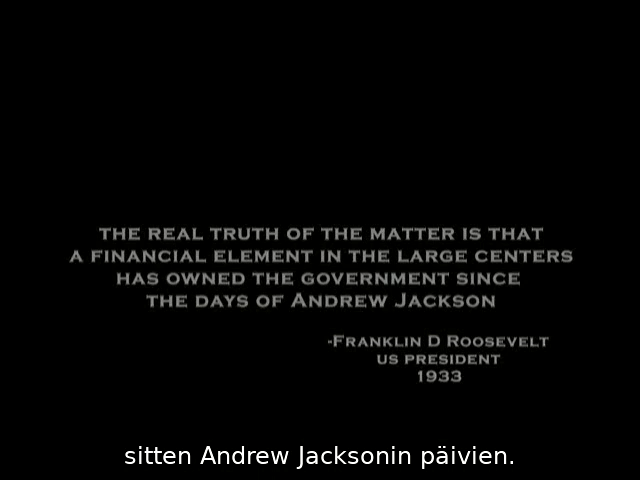 THE REAL TRUTH OF THE MATTER IS THAT
A FINANCIAL ELEMENT IN THE LARGE CENTERS
HAS OWNED THE GOVERNMENT SINCE
THE DAYS OF ANDREW JACKSON
-FRANKLIN D ROOSEVELT
US PRESIDENT
1933
sitten Andrew Jacksonin päivien.